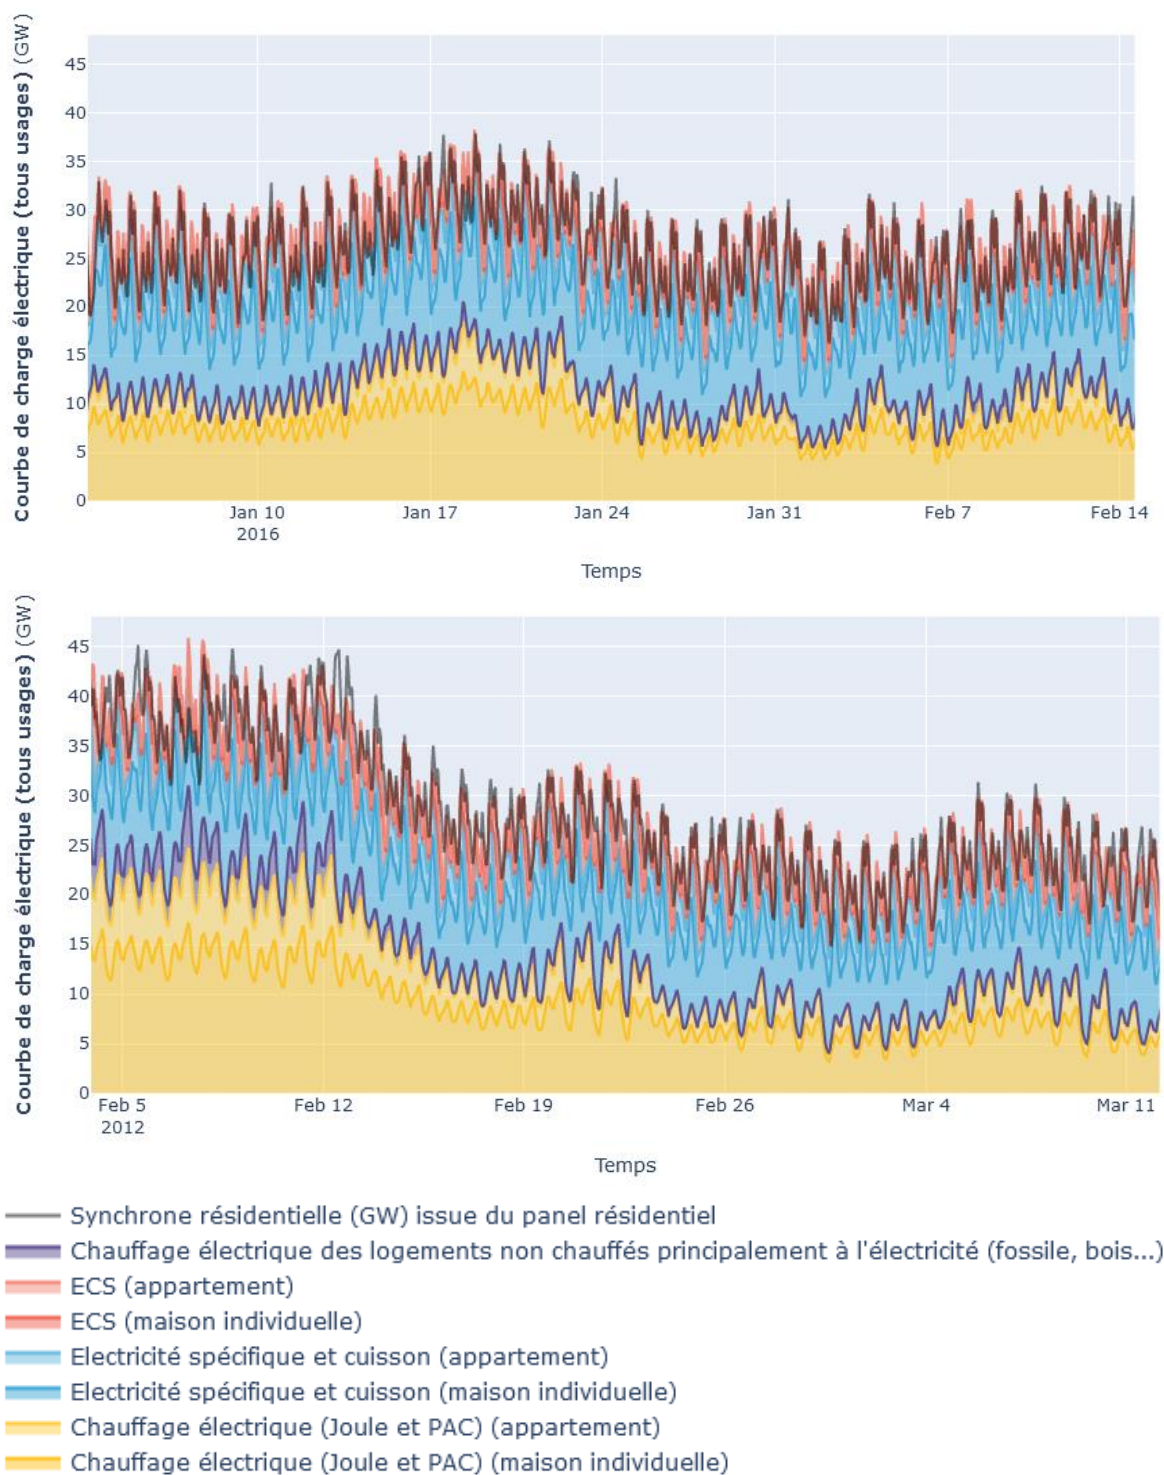 Courbe de charge électrique (tous usages) (GW)
45
40
35
30
25
20
15
10
5
0
Jan 10
2016
Jan 17
Jan 24
Jan 31
Feb 7
Feb 14
Temps
Courbe de charge électrique (tous usages) (GW)
45
40
35
30
25
20
15
10
5
0
Feb 5
2012
Feb 12
Feb 19
Feb 26
Mar 4
Mar 11
Temps
Synchrone résidentielle (GW) issue du panel résidentiel
Chauffage électrique des logements non chauffés principalement à l'électricité (fossile, bois...)
ECS (appartement)
ECS (maison individuelle)
Electricité spécifique et cuisson (appartement)
Electricité spécifique et cuisson (maison individuelle)
Chauffage électrique (Joule et PAC) (appartement)
Chauffage électrique (Joule et PAC) (maison individuelle)